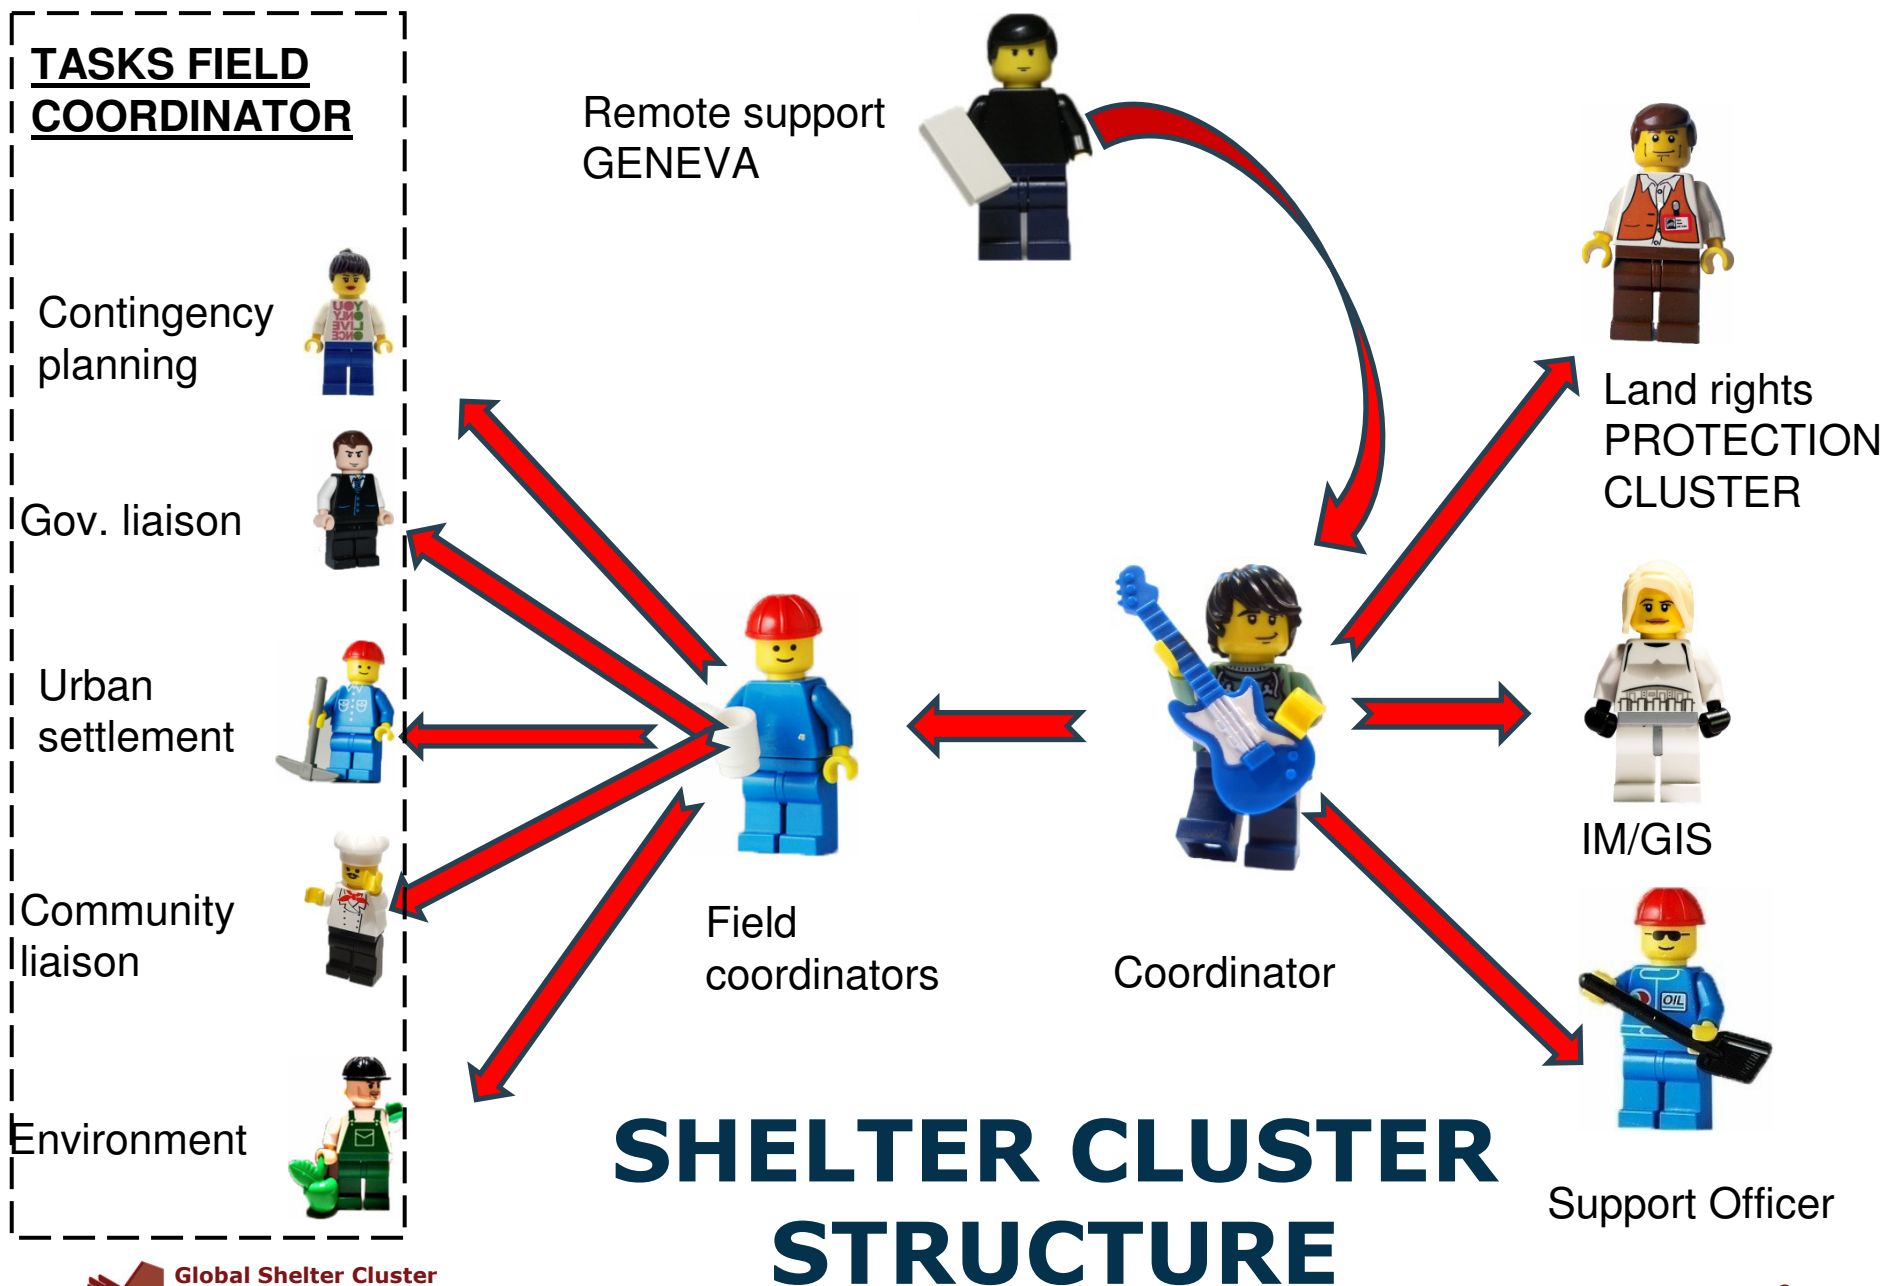 TASKS FIELD
COORDINATOR
Remote support
GENEVA
Contingency
planning
Gov. liaison
Urban
settlement
Community
liaison
Environment
Field
coordinators
Coordinator
Land rights
PROTECTION
CLUSTER
IM/GIS
OIL
Support Officer
SHELTER CLUSTER
STRUCTURE
Global Shelter Cluster